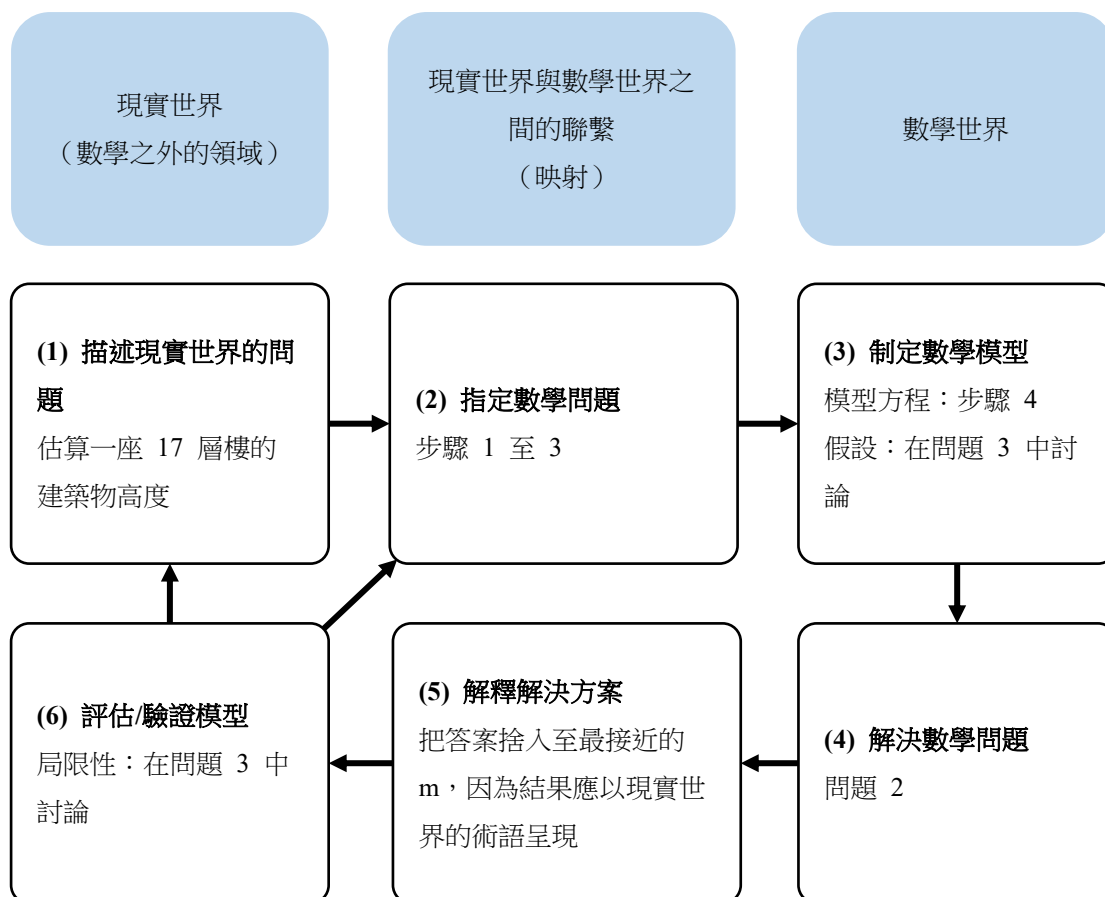 現實世界
（數學之外的領域）
現實世界與數學世界之
間的聯繫
（映射）
數學世界
(1) 描述現實世界的問
題
估算一座 17 層樓的
建築物高度
(2) 指定數學問題
步驟 1 至 3
(3) 制定數學模型
模型方程：步驟 4
假設：在問題 3 中討
論
(6) 評估/驗證模型
局限性：在問題 3 中
討論
(5) 解釋解決方案
把答案捨入至最接近的
m，因為結果應以現實世
界的術語呈現
(4) 解決數學問題
問題 2